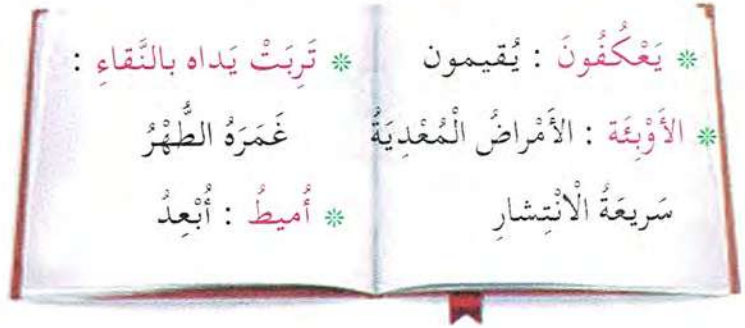 * يَعْكُفُونَ : يُقيمون
* الأَوْبِئَة : الأَمْراضُ الْمُعْدِيَةُ
سَريعَةُ الْانْتِشارِ
* تَرِبَتْ يَداه بالنَّقاءِ :
غَمَرَهُ الطُّهْرُ
* أُميطُ : أُبْعِدُ